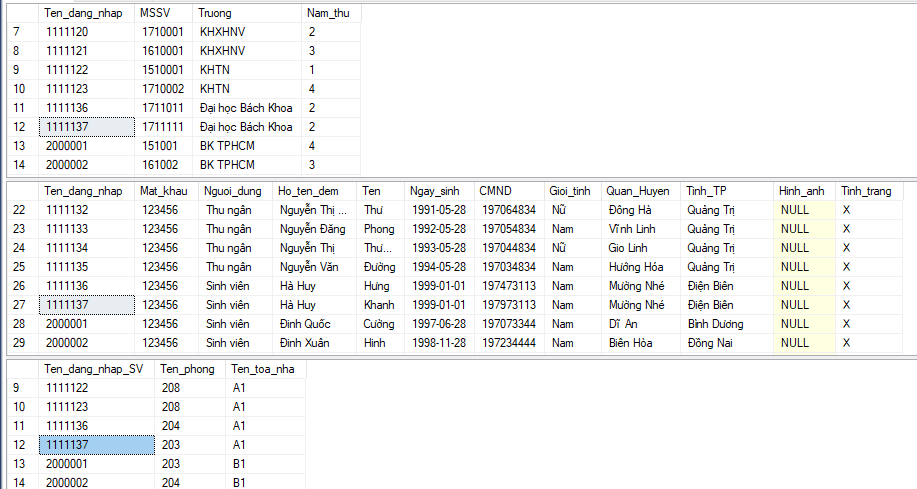 Ten_dang_nhap MSSV Truong Nam_thu
7 1111120 1710001 KHXHNV 2
8 1111121 1610001 KHXHNV 3
9 1111122 1510001 KHTN 1
10 1111123 1710002 KHTN 4
11 1111136 1711011 Đại học Bách Khoa 2
12 1111137 1711111 Đại học Bách Khoa 2
13 2000001 151001 BK TPHCM 4
14 2000002 161002 BK TPHCM 3
Ten_dang_nhap Mat_khau Nguoi_dung Ho_ten_dem Ten Ngay_sinh CMND Gioi_tinh Quan_Huyen Tinh_TP Hinh_anh Tinh_trang
22 1111132 123456 Thu ngân Nguyễn Thị ... Thư 1991-05-28 197064834 Nữ Đông Hà Quảng Trị NULL X
23 1111133 123456 Thu ngân Nguyễn Đăng Phong 1992-05-28 197054834 Nam Vĩnh Linh Quảng Trị NULL X
24 1111134 123456 Thu ngân Nguyễn Thị Thư... 1993-05-28 197044834 Nữ Gio Linh Quảng Trị NULL X
25 1111135 123456 Thu ngân Nguyễn Văn Đường 1994-05-28 197034834 Nam Hướng Hóa Quảng Trị NULL X
26 1111136 123456 Sinh viên Hà Huy Hưng 1999-01-01 197473113 Nam Mường Nhé Điện Biên NULL X
27 1111137 123456 Sinh viên Hà Huy Khanh 1999-01-01 197973113 Nam Mường Nhé Điện Biên NULL X
28 2000001 123456 Sinh viên Đinh Quốc Cường 1997-06-28 197073344 Nam Dĩ An Bình Dương NULL X
29 2000002 123456 Sinh viên Đinh Xuân Hinh 1998-11-28 197234444 Nam Biên Hòa Đồng Nai NULL X
Ten_dang_nhap_SV Ten_phong Ten_toa_nha
9 1111122 208 A1
10 1111123 208 A1
11 1111136 204 A1
12 1111137 203 A1
13 2000001 203 B1
14 2000002 204 B1